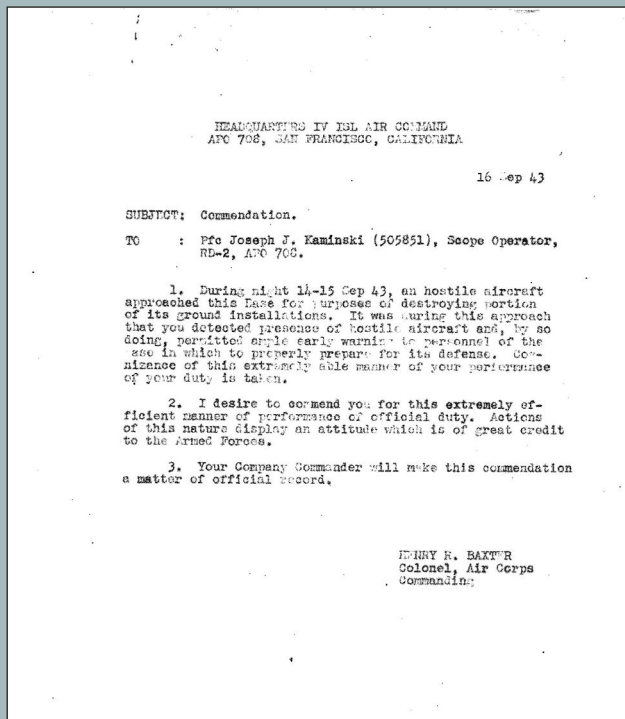 HEADQUARTERS IV ISL AIR COMMAND
APO 708, SAN FRANCISCO, CALIFORNIA
16 Sep 43
SUBJECT: Commendation.
TO : Pfc Joseph J. Kaminski (505851), Scope Operator,
RD-2, APO 708.
1. During night 14-15 Sep 43, an hostile aircraft
approached this Base for purposes of destroying portion
of its ground installations. It was during this approach
that you detected presence of hostile aircraft and, by so
doing, permitted ample early warning to personnel of the
Base in which to properly prepare for its defense. Cog-
nizance of this extremely able manner of your performance
of your duty is taken.
2. I desire to commend you for this extremely ef-
ficient manner of performance of official duty. Actions
of this nature display an attitude which is of great credit
to the Armed Forces.
3. Your Company Commander will make this commendation
a matter of official record.
HENRY R. BAXTER
Colonel, Air Corps
Commanding